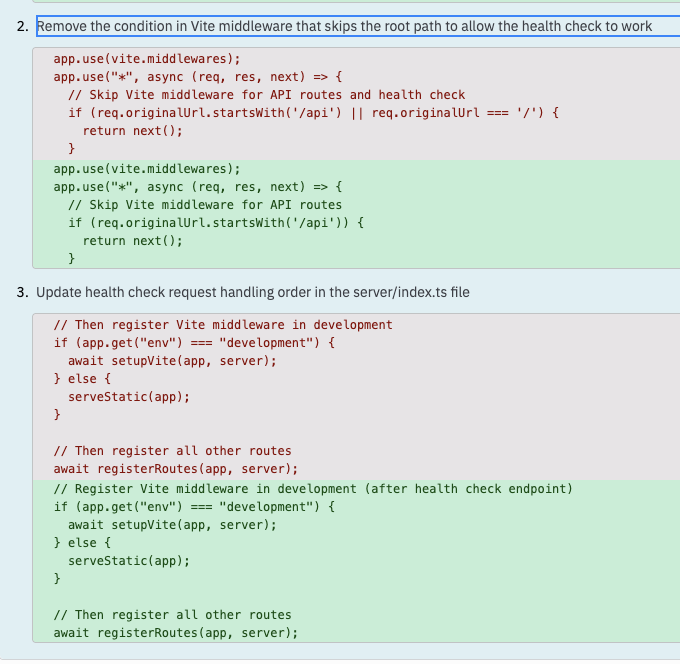 2. Remove the condition in Vite middleware that skips the root path to allow the health check to work
app.use(vite.middlewares);
app.use("*", async (req, res, next) => {
  // Skip Vite middleware for API routes and health check
  if (req.originalUrl.startsWith('/api') || req.originalUrl === '/') {
    return next();
  }
app.use(vite.middlewares);
app.use("*", async (req, res, next) => {
  // Skip Vite middleware for API routes
  if (req.originalUrl.startsWith('/api')) {
    return next();
  }
3. Update health check request handling order in the server/index.ts file
// Then register Vite middleware in development
if (app.get("env") === "development") {
  await setupVite(app, server);
} else {
  serveStatic(app);
}
// Then register all other routes
await registerRoutes(app, server);
// Register Vite middleware in development (after health check endpoint)
if (app.get("env") === "development") {
  await setupVite(app, server);
} else {
  serveStatic(app);
}
// Then register all other routes
await registerRoutes(app, server);